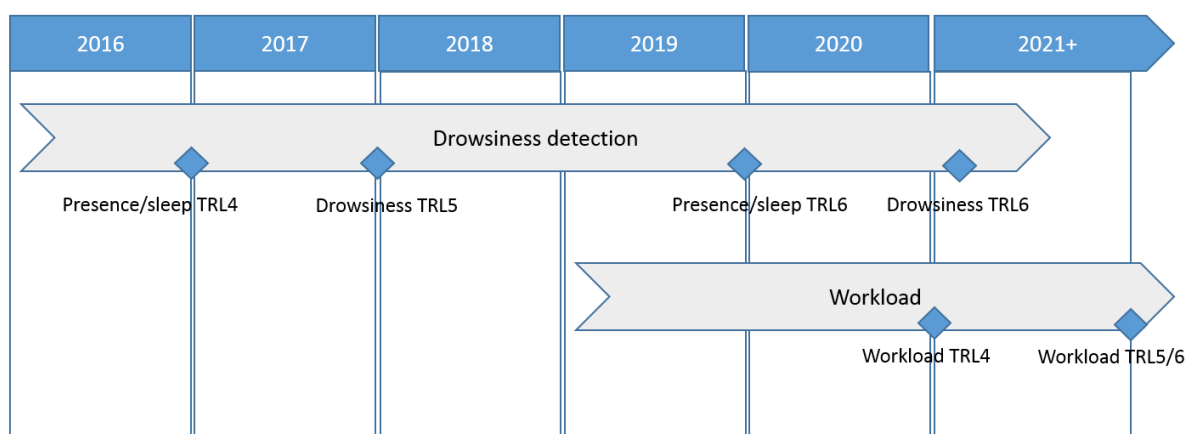 2016
2017
2018
2019
2020
2021+
Drowsiness detection
Presence/sleep TRL4
Drowsiness TRL5
Presence/sleep TRL6
Drowsiness TRL6
Workload
Workload TRL4
Workload TRL5/6